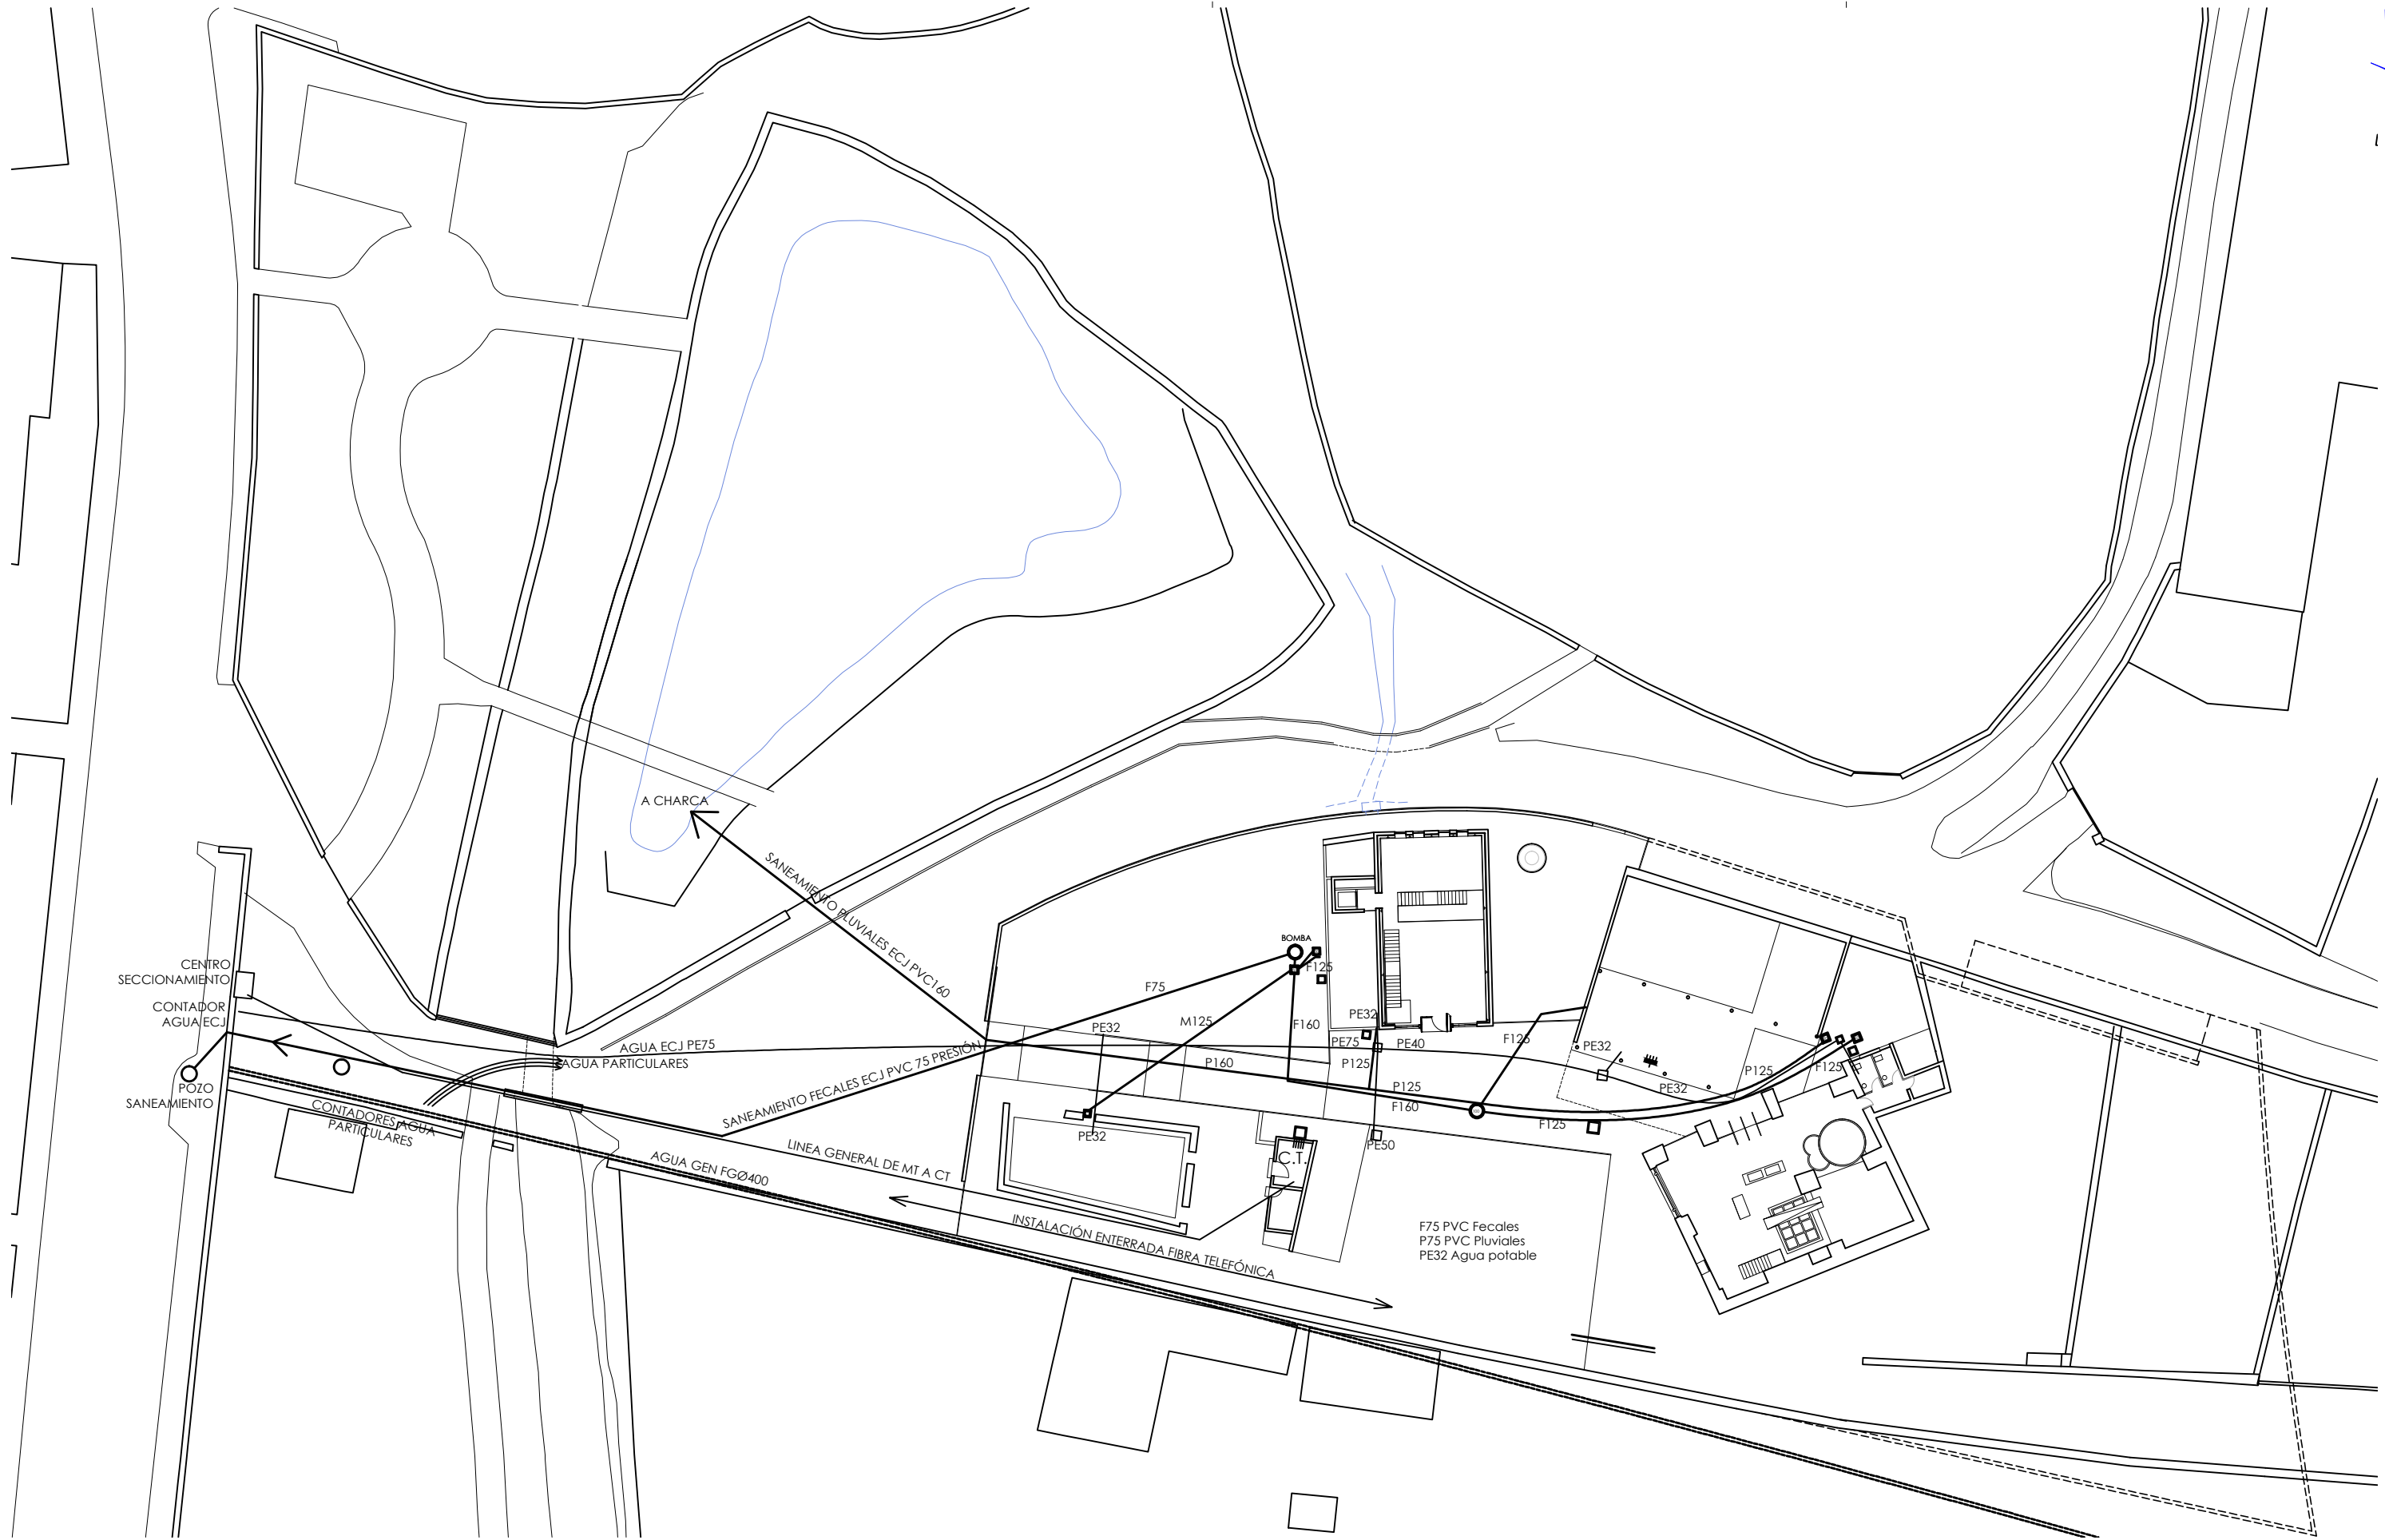 A CHARCA
SANEAMIENTO PLUVIALES ECJ PVC160
CENTRO
SECCIONAMIENTO
CONTADOR
AGUA ECJ
POZO
SANEAMIENTO
CONTADORES AGUA
PARTICULARES
AGUA ECJ PE75
AGUA PARTICULARES
SANEAMIENTO FECALES ECJ PVC 75 PRESIÓN
LINEA GENERAL DE MT A CT
AGUA GEN FGØ400
INSTALACIÓN ENTERRADA FIBRA TELEFÓNICA
BOMBA
F125
F75
M125
PE32
PE32
F160
PE32
PE75
PE40
P125
P160
P125
F160
F125
F125
PE32
PE32
P125
F125
PE50
C.T.
F75 PVC Fecales
P75 PVC Pluviales
PE32 Agua potable